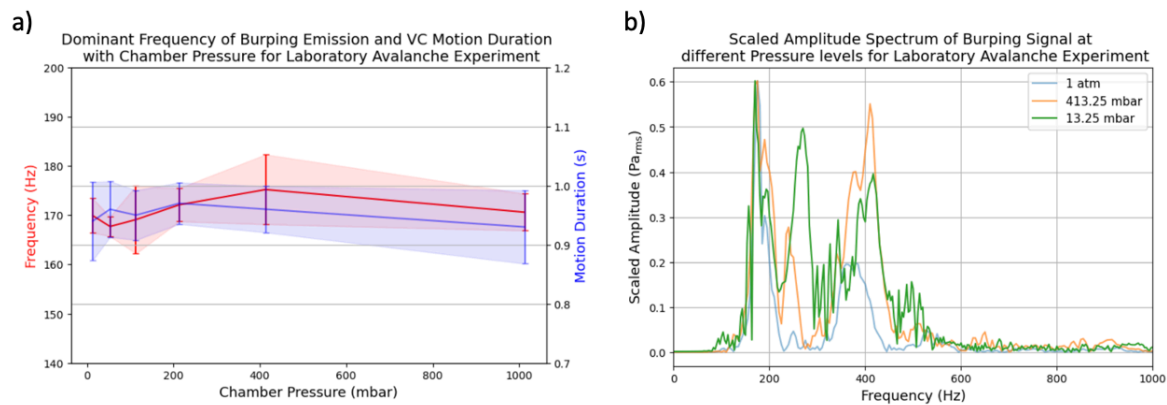 a)
Dominant Frequency of Burping Emission and VC Motion Duration
with Chamber Pressure for Laboratory Avalanche Experiment
200
190
180
170
160
150
140
Frequency (Hz)
1.2
1.1
1.0
0.9
0.8
0.7
Motion Duration (s)
0
200
400
600
800
1000
Chamber Pressure (mbar)
b)
Scaled Amplitude Spectrum of Burping Signal at
different Pressure levels for Laboratory Avalanche Experiment
1 atm
413.25 mbar
13.25 mbar
0.6
0.5
0.4
0.3
0.2
0.1
0.0
Scaled Amplitude (Pa_rms)
0
200
400
600
800
1000
Frequency (Hz)